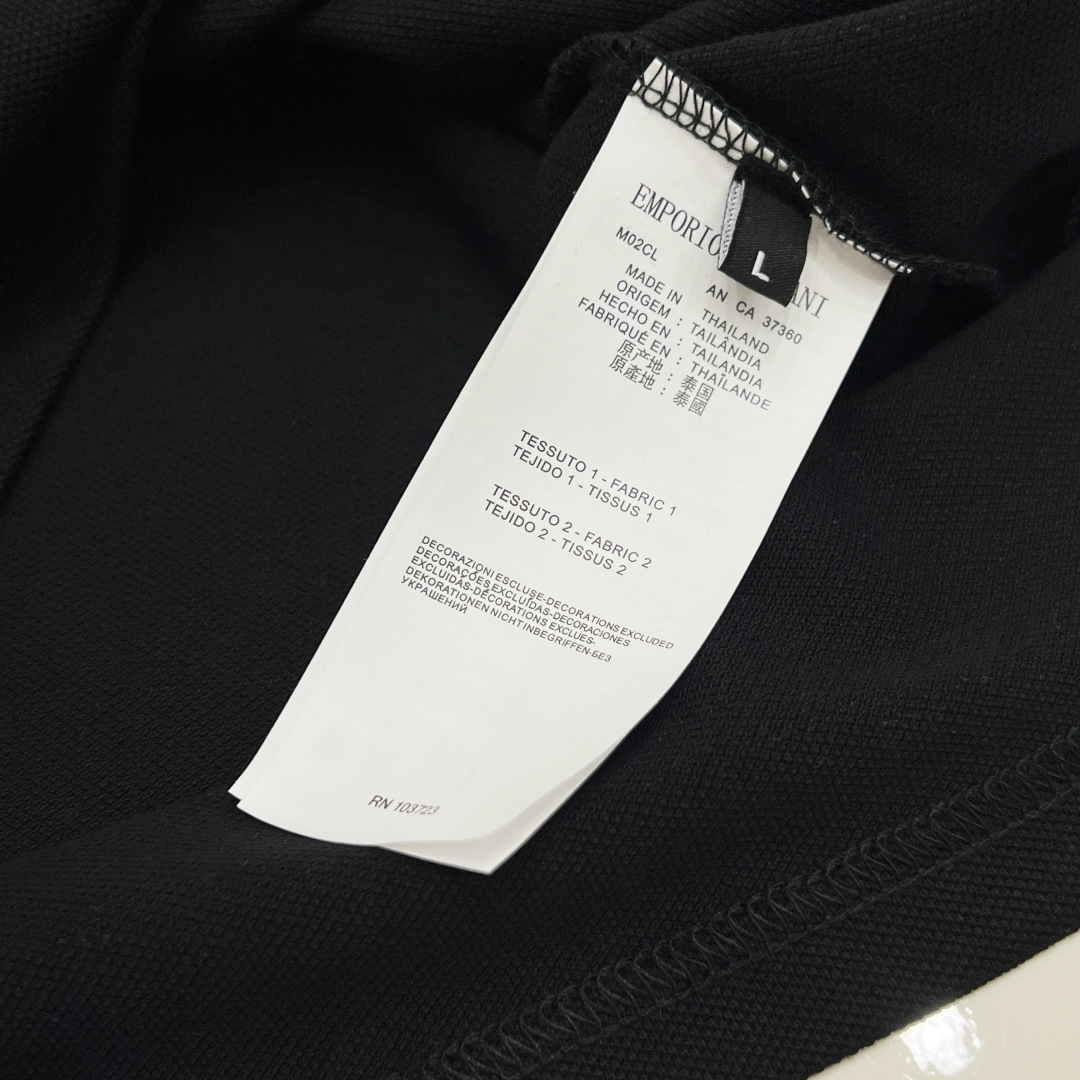 EMPORIO ANI
L
M02CL AN CA 37360
MADE IN : THAILAND
ORIGEM : TAILÂNDIA
HECHO EN : TAILANDIA
FABRIQUÉ EN : THAÏLANDE
原产地 : 泰国
原產地 : 泰國
TESSUTO 1 - FABRIC 1
TEJIDO 1 - TISSUS 1
TESSUTO 2 - FABRIC 2
TEJIDO 2 - TISSUS 2
DECORAZIONI ESCLUSE-DECORATIONS EXCLUDED
DECORAÇÕES EXCLUÍDAS-DECORACIONES
EXCLUIDAS-DÉCORATIONS EXCLUES-
DEKORATIONEN NICHT INBEGRIFFEN-БЕЗ
УКРАШЕНИЙ
RN 103723